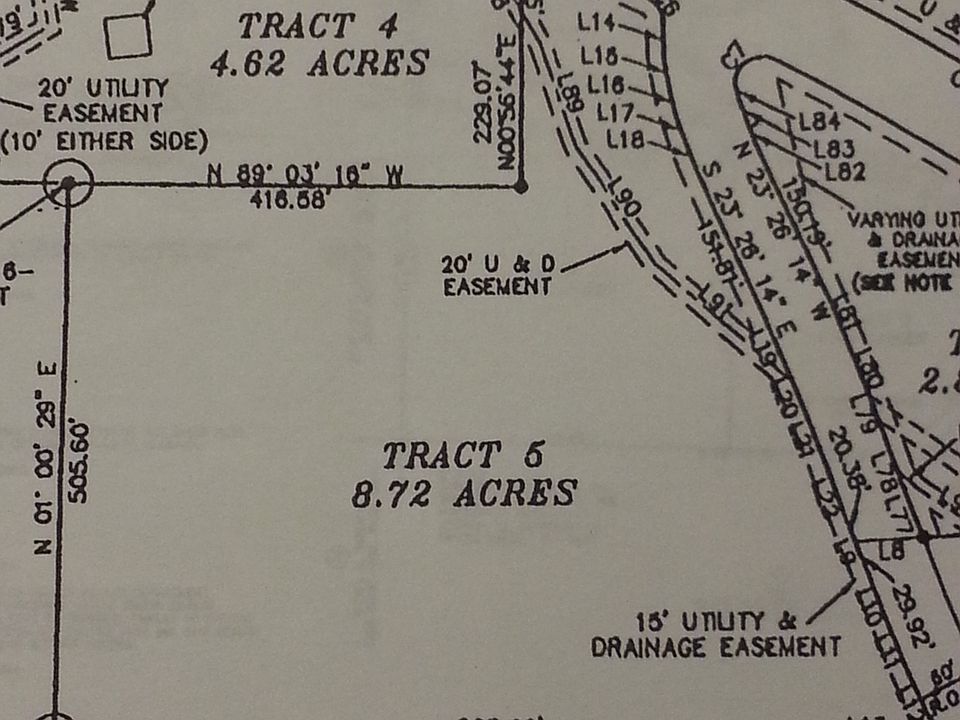 TRACT 4
4.62 ACRES
20' UTILITY
EASEMENT
(10' EITHER SIDE)
229.07'
N00°56'44"E
N 89° 03' 16" W
416.58'
L14
L15
L16
L17
L18
L89
L90
L91
20' U & D
EASEMENT
S 23° 26' 14" E
151.87'
N 23° 26' 14" W
150.19'
L84
L83
L82
VARYING UT
& DRAINA
EASEMEN
(SEE NOTE
L81
L80
L79
L78
L77
L19
L20
L21
L22
20.38'
L9
L8
N 01° 00' 29" E
505.60'
TRACT 5
8.72 ACRES
15' UTILITY &
DRAINAGE EASEMENT
L10
L11
29.92'
60'
R.O